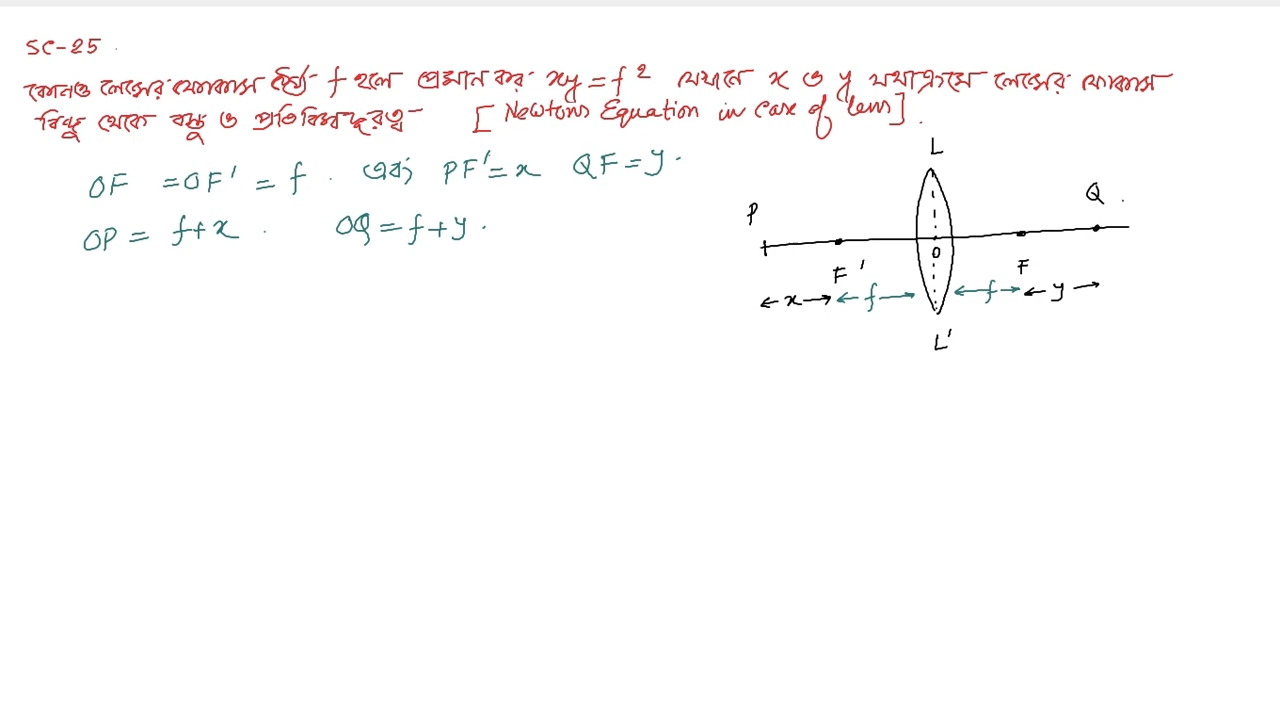 SC-25
কোনও লেন্সের ফোকাস দৈর্ঘ্য f হলে প্রমান কর xy = f² যেখানে x ও y যথাক্রমে লেন্সের ফোকাস
বিন্দু থেকে বস্তু ও প্রতিবিম্ব দূরত্ব [Newtons Equation in case of lens].
OF = OF' = f . এবং PF' = x QF = y.
OP = f+x . OQ = f+y.
L
P
Q
O
F'
F
x f f y
L'